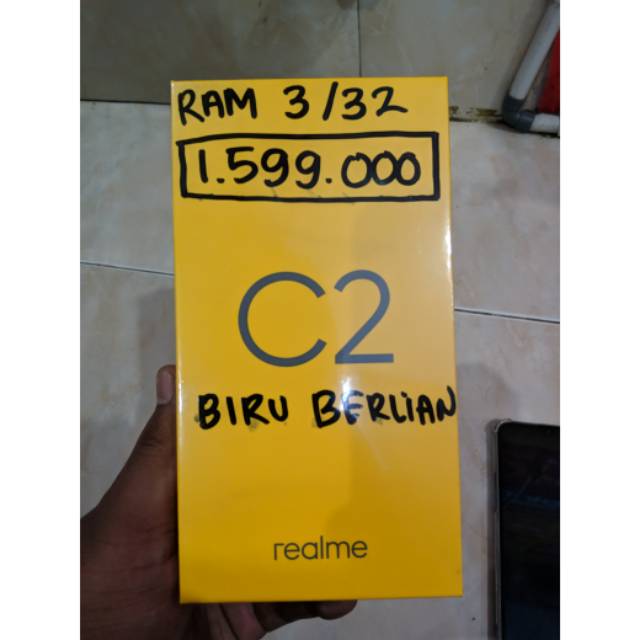 RAM 3/32
1.599.000
C2
BIRU BERLiAN
realme